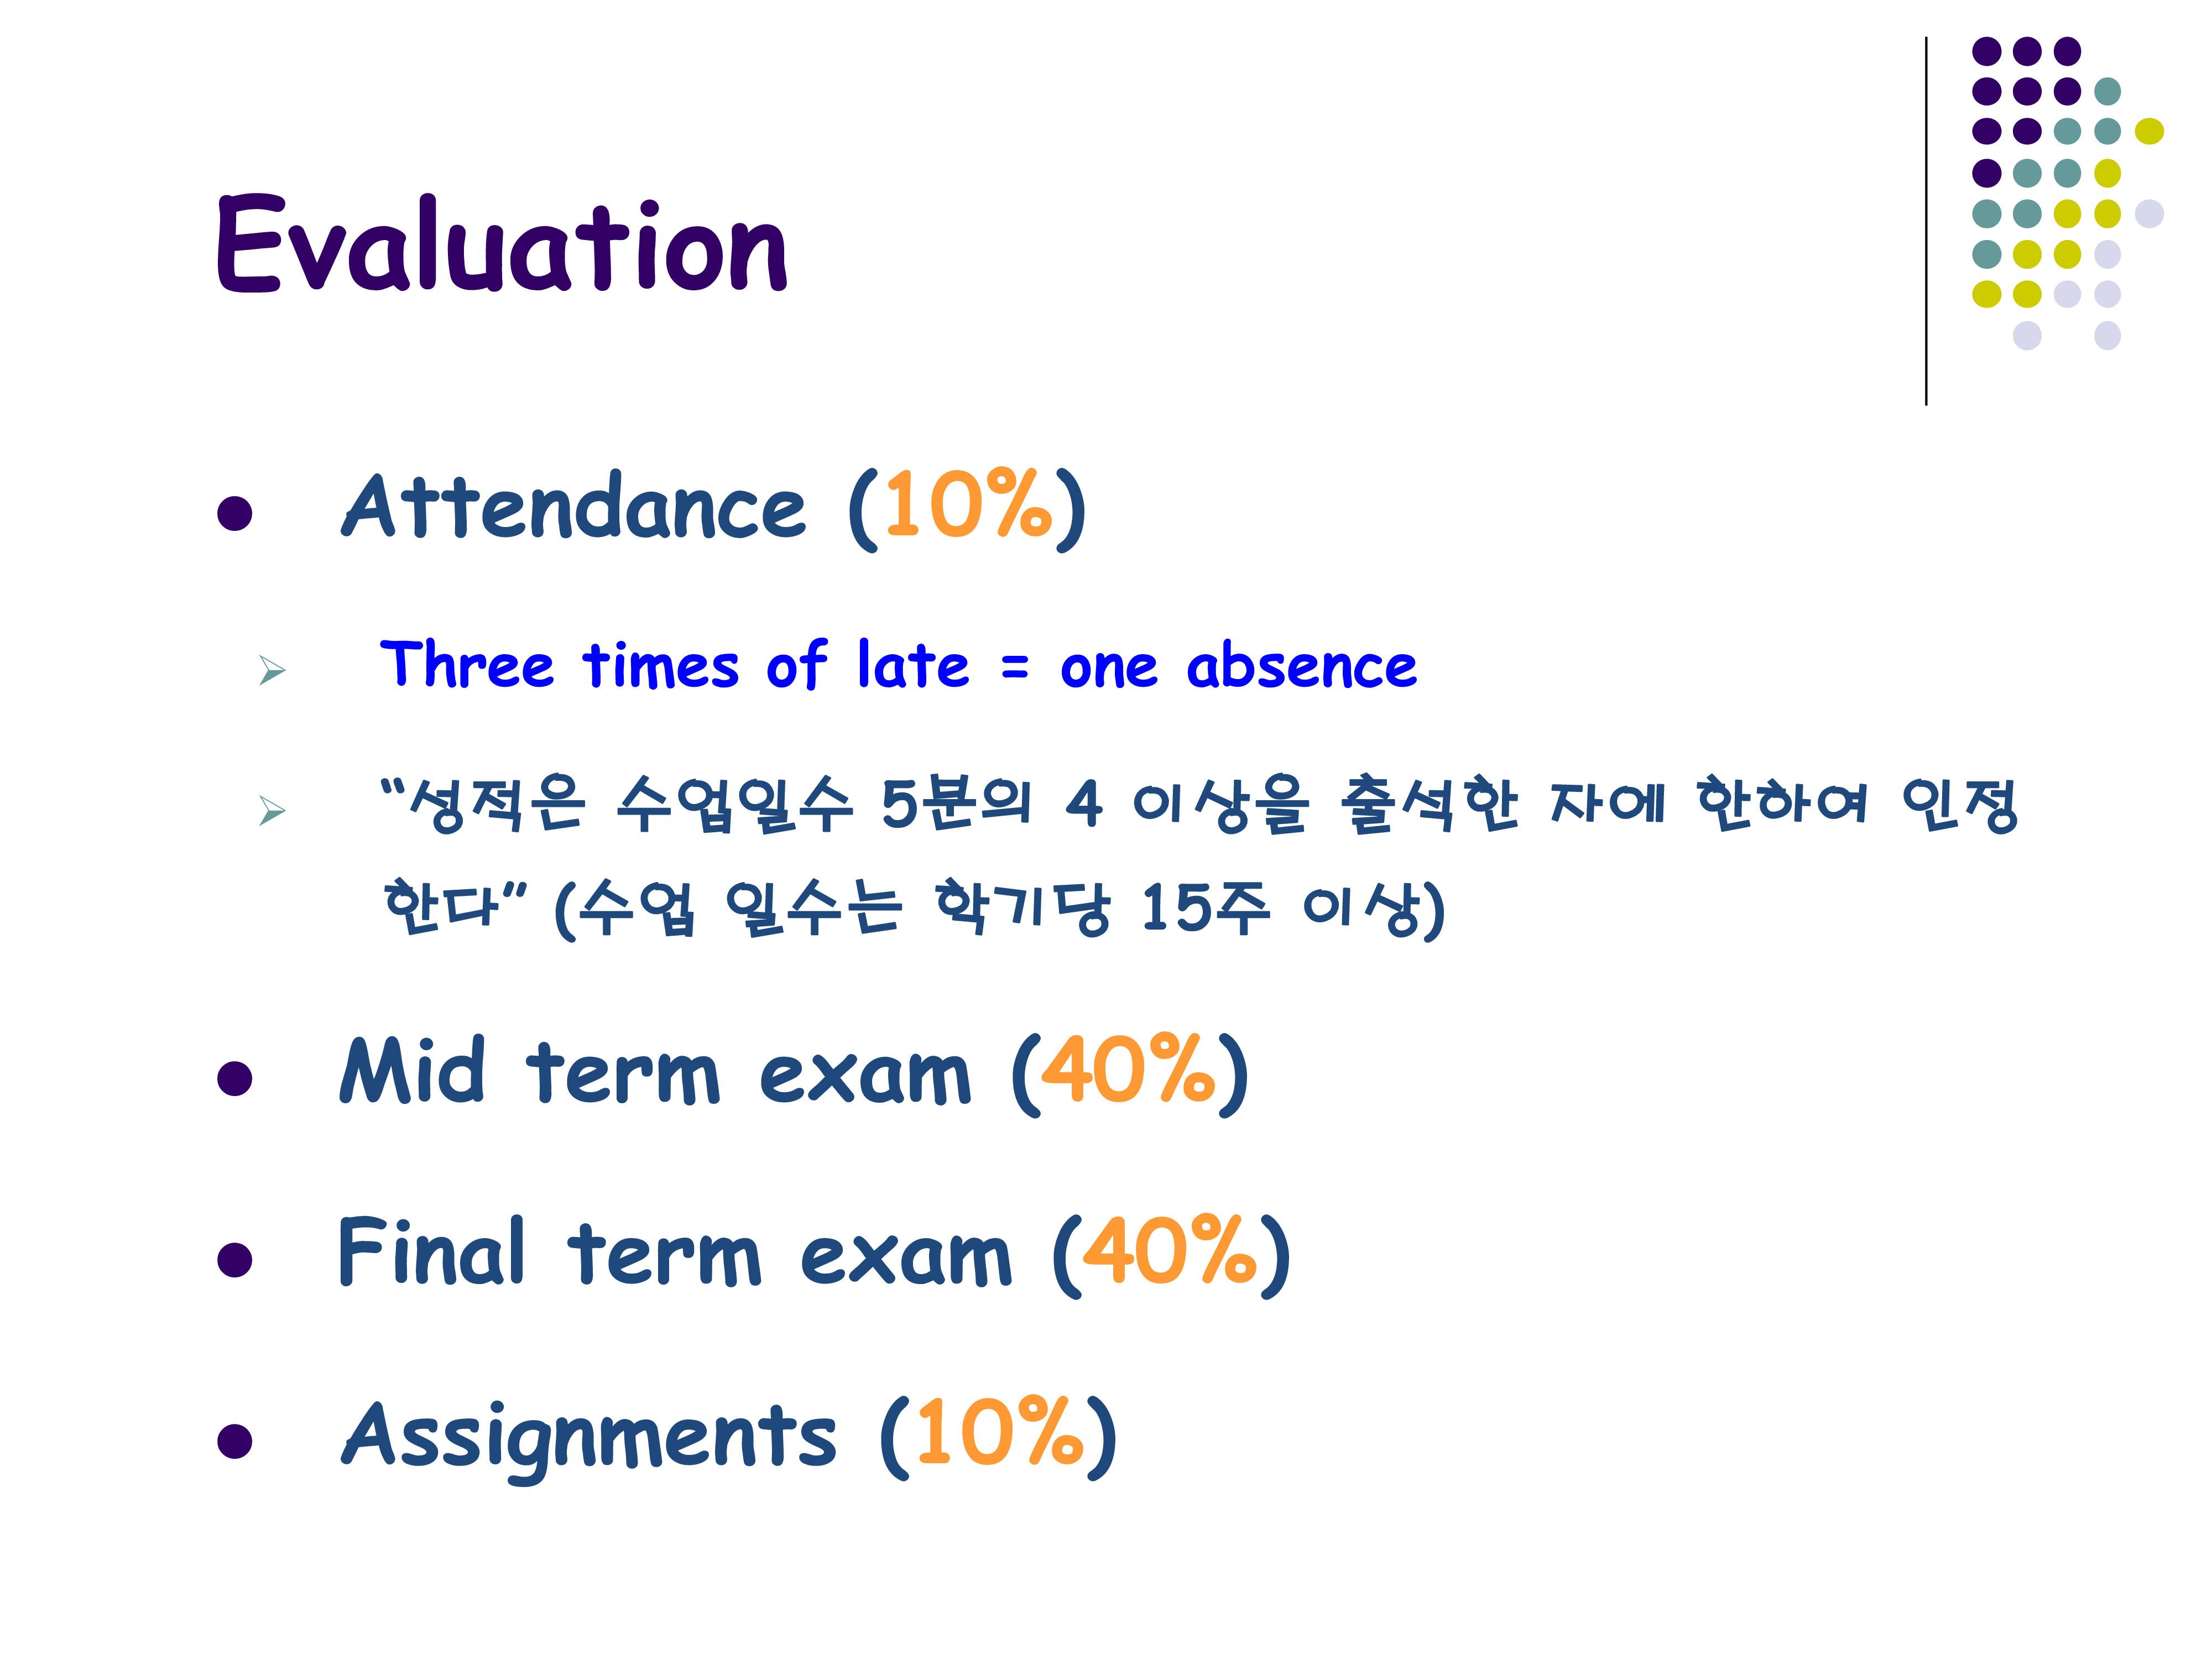 Evaluation
Attendance (10%)
Three times of late = one absence
“성적은 수업일수 5분의 4 이상을 출석한 자에 한하여 인정
한다” (수업 일수는 학기당 15주 이상)
Mid term exam (40%)
Final term exam (40%)
Assignments (10%)